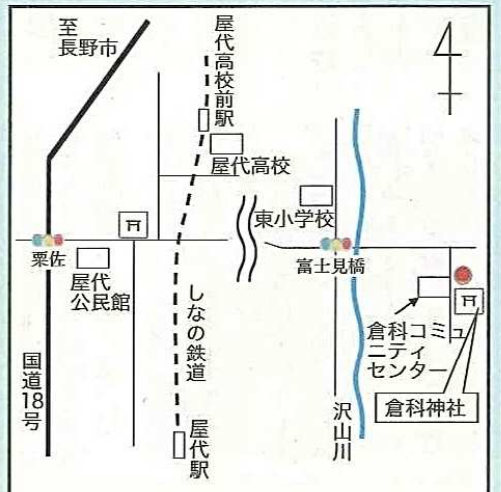 至
長野市
屋代高校前駅
屋代高校
東小学校
栗佐
屋代
公民館
富士見橋
しなの鉄道
倉科コミュ
ニティ
センター
国道18号
沢山川
倉科神社
屋代駅